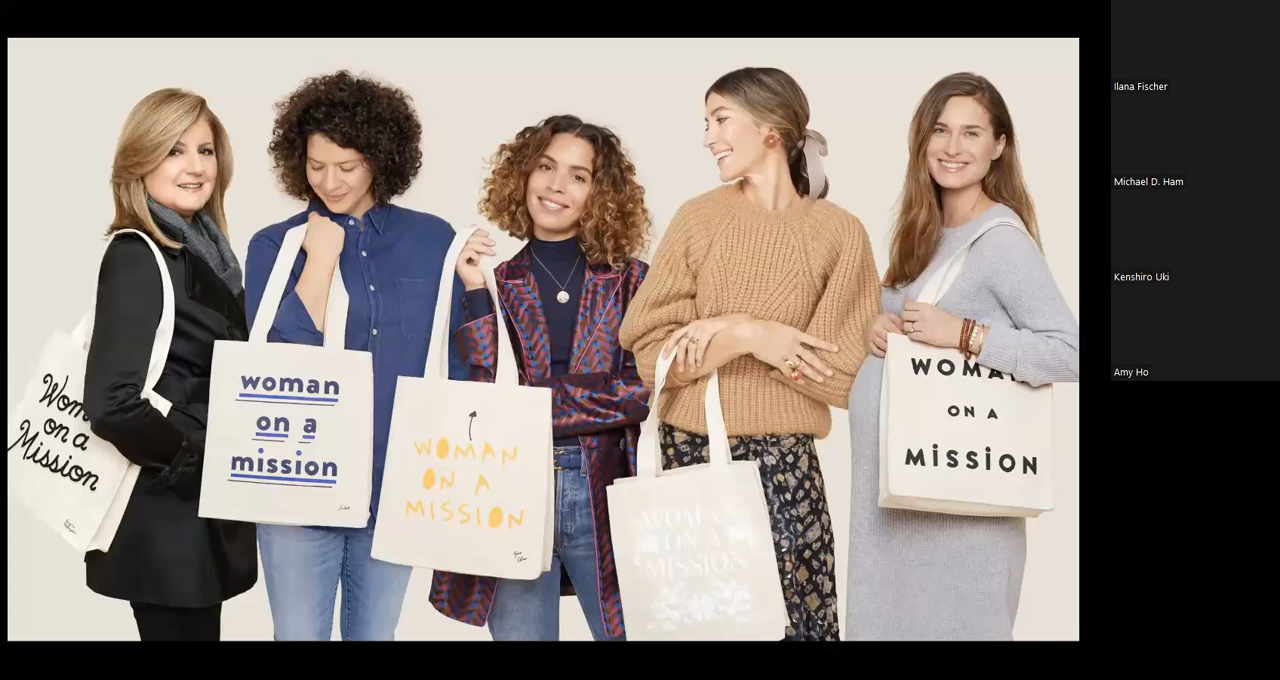 Wom
on a
Mission
woman
on a
mission
WOMAN
ON A
MISSION
WOMAN
ON A
MISSION
WOMA
ON A
MiSSiON
Ilana Fischer
Michael D. Ham
Kenshiro Uki
Amy Ho